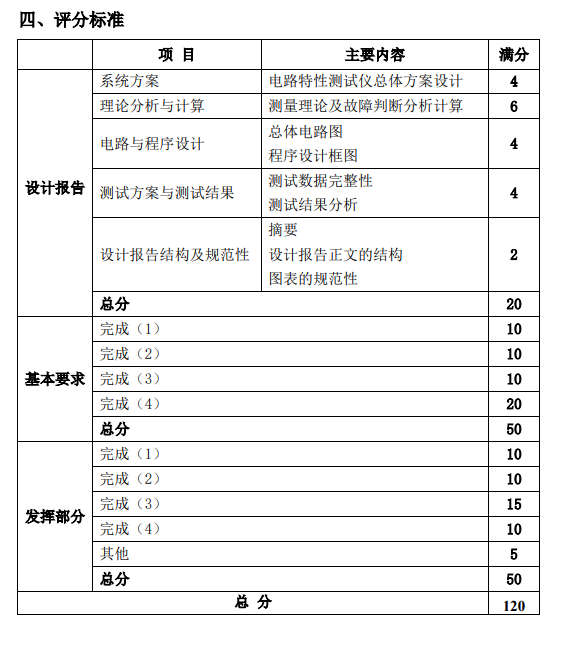 四、评分标准
项 目 主要内容 满分
设计报告
系统方案 电路特性测试仪总体方案设计 4
理论分析与计算 测量理论及故障判断分析计算 6
电路与程序设计 总体电路图
程序设计框图 4
测试方案与测试结果 测试数据完整性
测试结果分析 4
设计报告结构及规范性 摘要
设计报告正文的结构
图表的规范性 2
总分 20
基本要求
完成（1） 10
完成（2） 10
完成（3） 10
完成（4） 20
总分 50
发挥部分
完成（1） 10
完成（2） 10
完成（3） 15
完成（4） 10
其他 5
总分 50
总 分 120